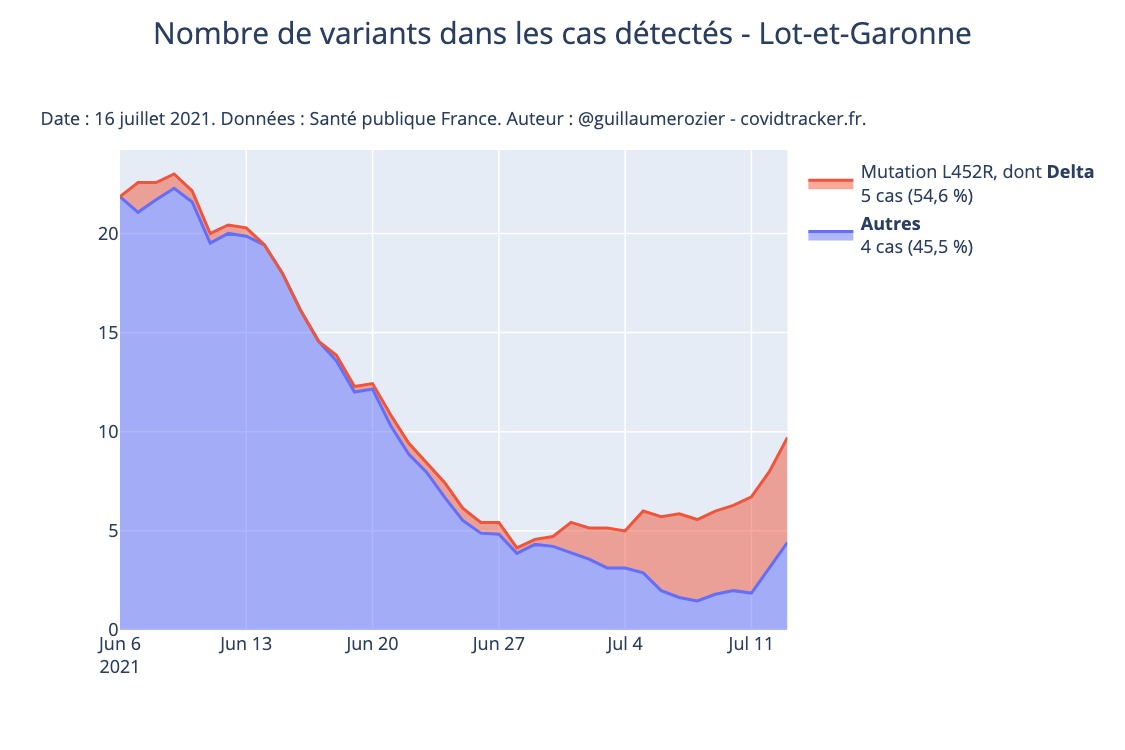 Nombre de variants dans les cas détectés - Lot-et-Garonne
Date : 16 juillet 2021. Données : Santé publique France. Auteur : @guillaumerozier - covidtracker.fr.
Mutation L452R, dont Delta
5 cas (54,6 %)
Autres
4 cas (45,5 %)
20
15
10
5
0
Jun 6
2021
Jun 13
Jun 20
Jun 27
Jul 4
Jul 11